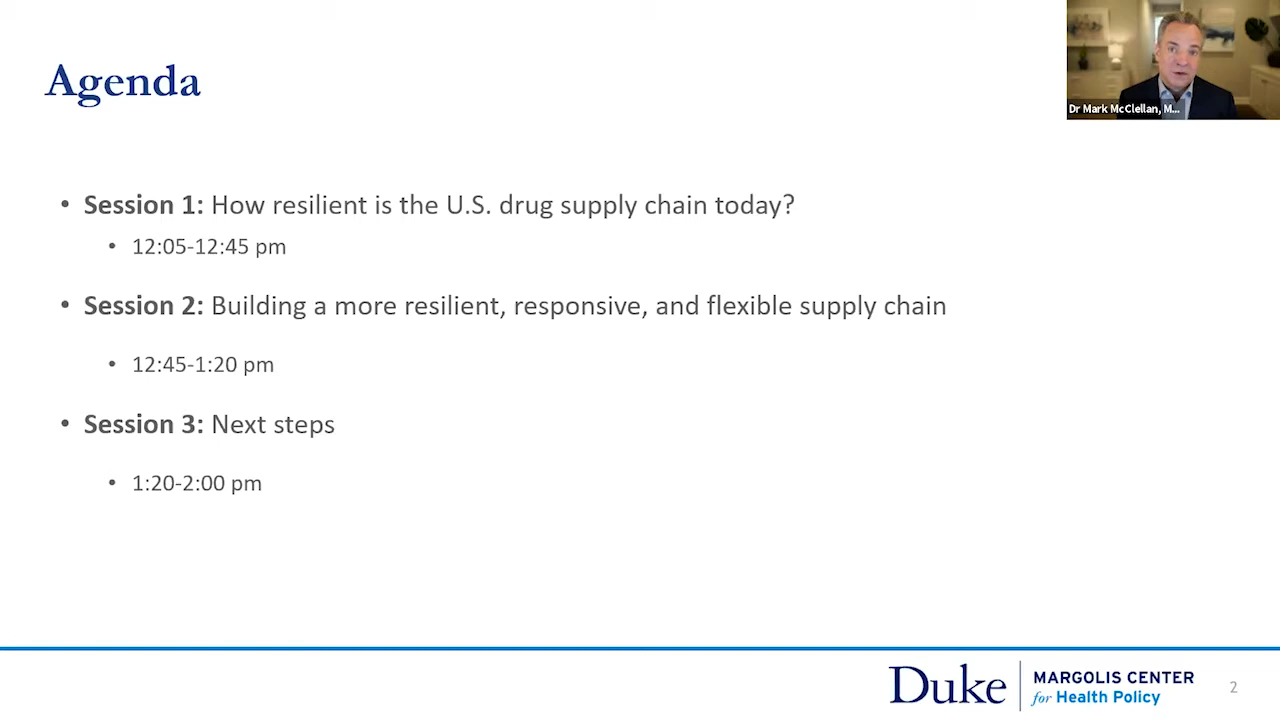 Agenda
Dr Mark McClellan, M...
• Session 1: How resilient is the U.S. drug supply chain today?
• 12:05-12:45 pm
• Session 2: Building a more resilient, responsive, and flexible supply chain
• 12:45-1:20 pm
• Session 3: Next steps
• 1:20-2:00 pm
Duke
MARGOLIS CENTER
for Health Policy
2